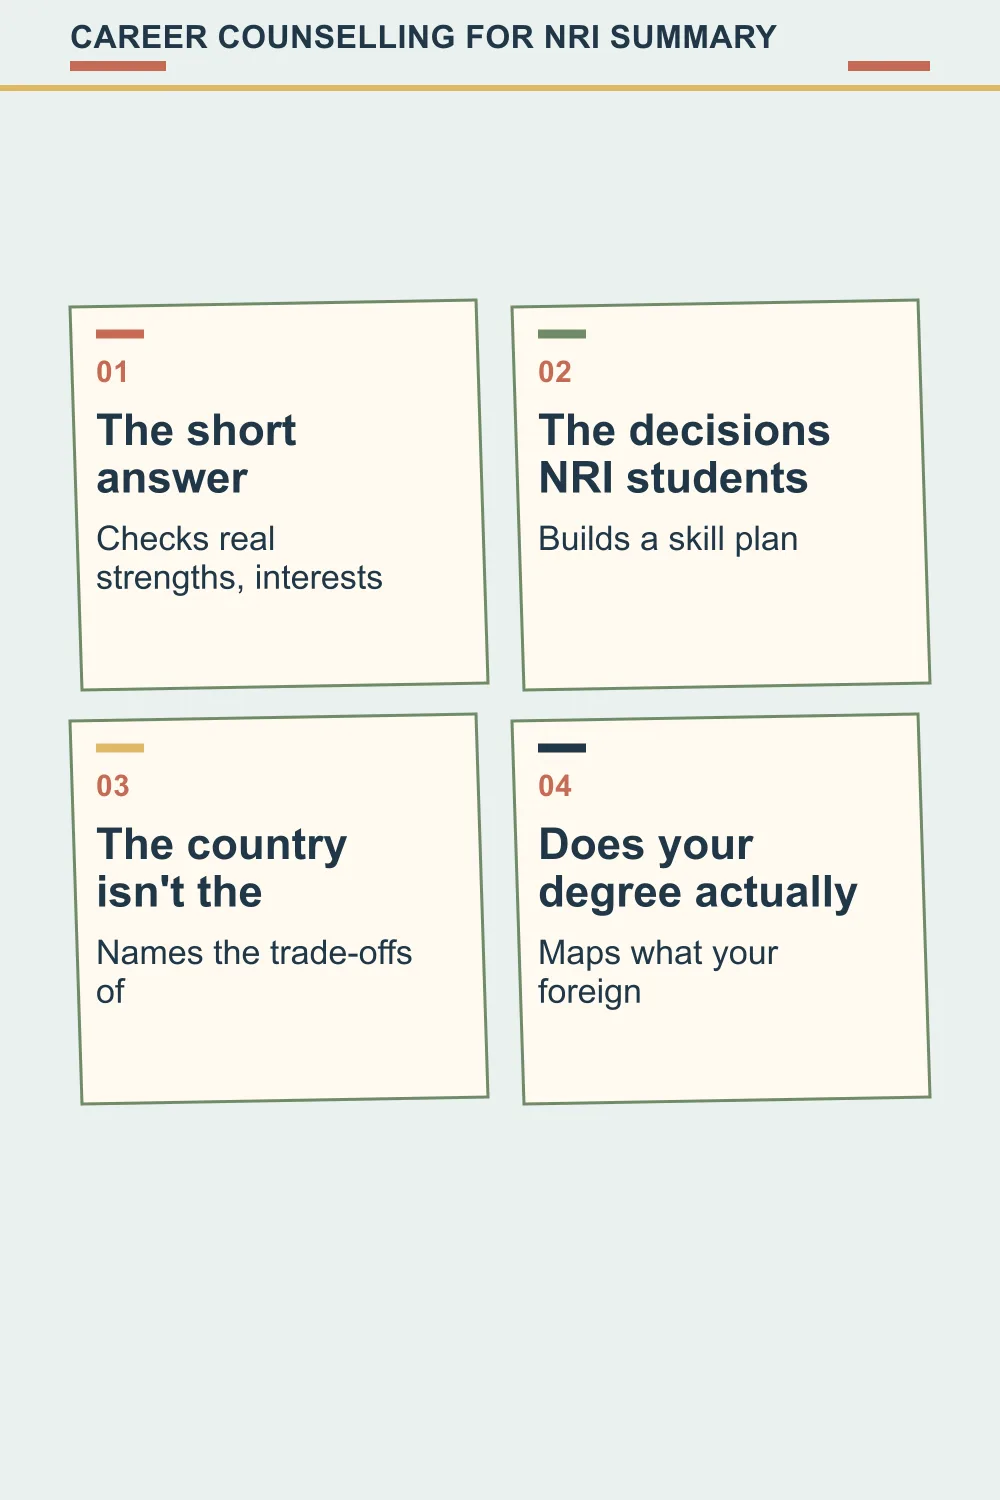 CAREER COUNSELLING FOR NRI SUMMARY
01
The short
answer
Checks real
strengths, interests
02
The decisions
NRI students
Builds a skill plan
03
The country
isn't the
Names the trade-offs
of
04
Does your
degree actually
Maps what your
foreign